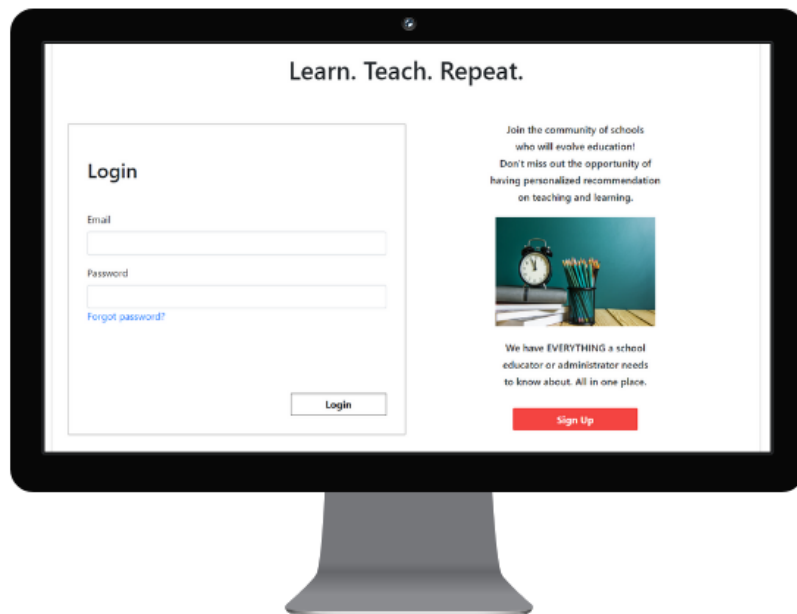 Learn. Teach. Repeat.
Login
Email
Password
Forgot password?
Login
Join the community of schools
who will evolve education!
Don't miss out the opportunity of
having personalized recommendation
on teaching and learning.
We have EVERYTHING a school
educator or administrator needs
to know about. All in one place.
Sign Up